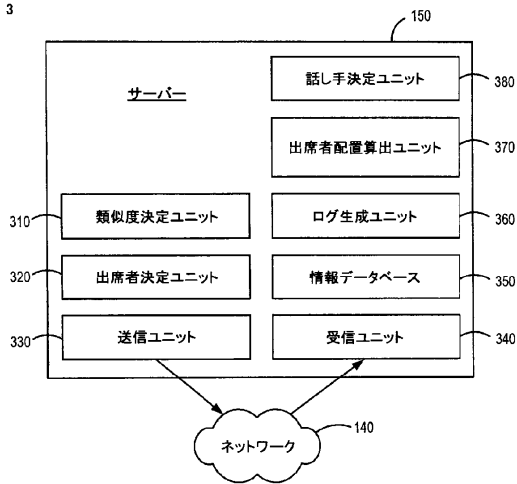 3
150
サーバー
話し手決定ユニット
380
出席者配置算出ユニット
370
310
類似度決定ユニット
ログ生成ユニット
360
320
出席者決定ユニット
情報データベース
350
330
送信ユニット
受信ユニット
340
ネットワーク
140